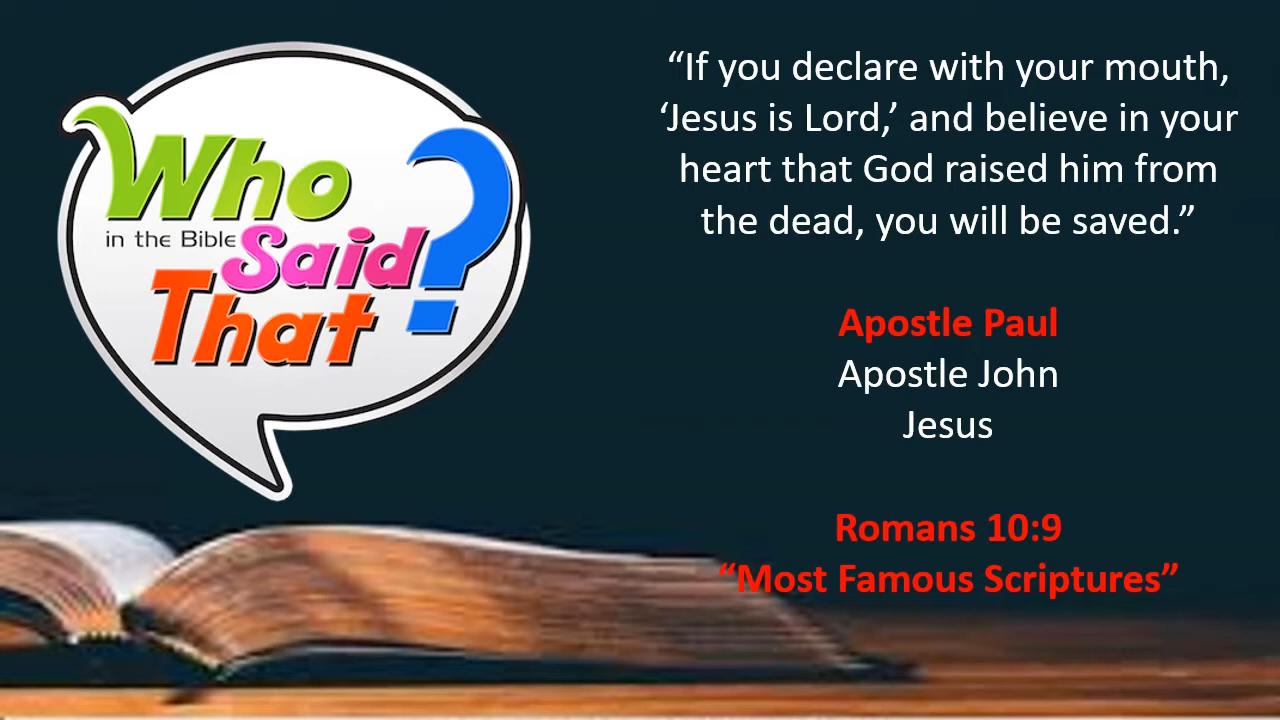 Who
in the Bible
Said
That?
“If you declare with your mouth,
‘Jesus is Lord,’ and believe in your
heart that God raised him from
the dead, you will be saved.”
Apostle Paul
Apostle John
Jesus
Romans 10:9
“Most Famous Scriptures”